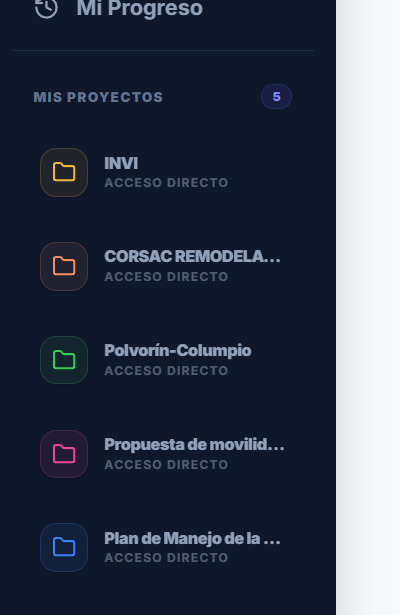 Mi Progreso
MIS PROYECTOS
5
INVI
ACCESO DIRECTO
CORSAC REMODELA...
ACCESO DIRECTO
Polvorín-Columpio
ACCESO DIRECTO
Propuesta de movilid...
ACCESO DIRECTO
Plan de Manejo de la ...
ACCESO DIRECTO